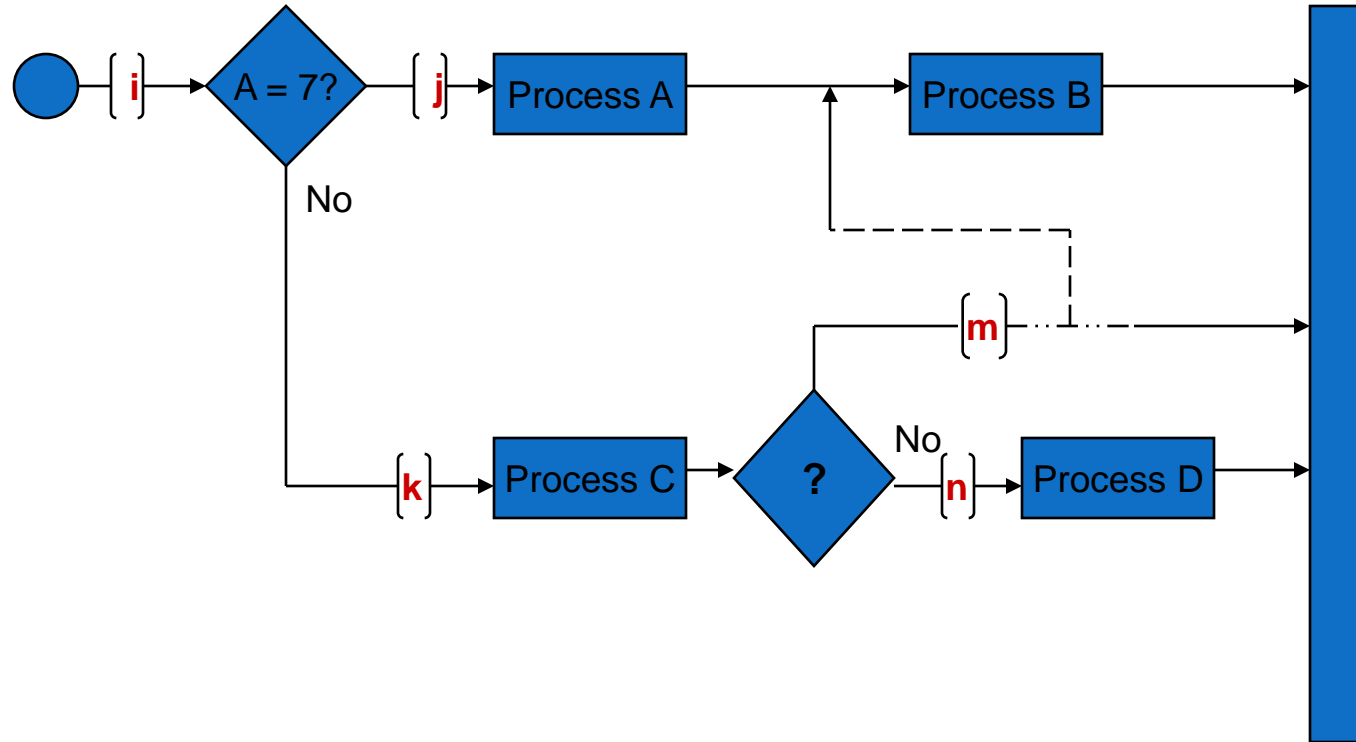 [i]
A = 7?
[j]
Process A
Process B
No
[m]
No
[k]
Process C
?
[n]
Process D